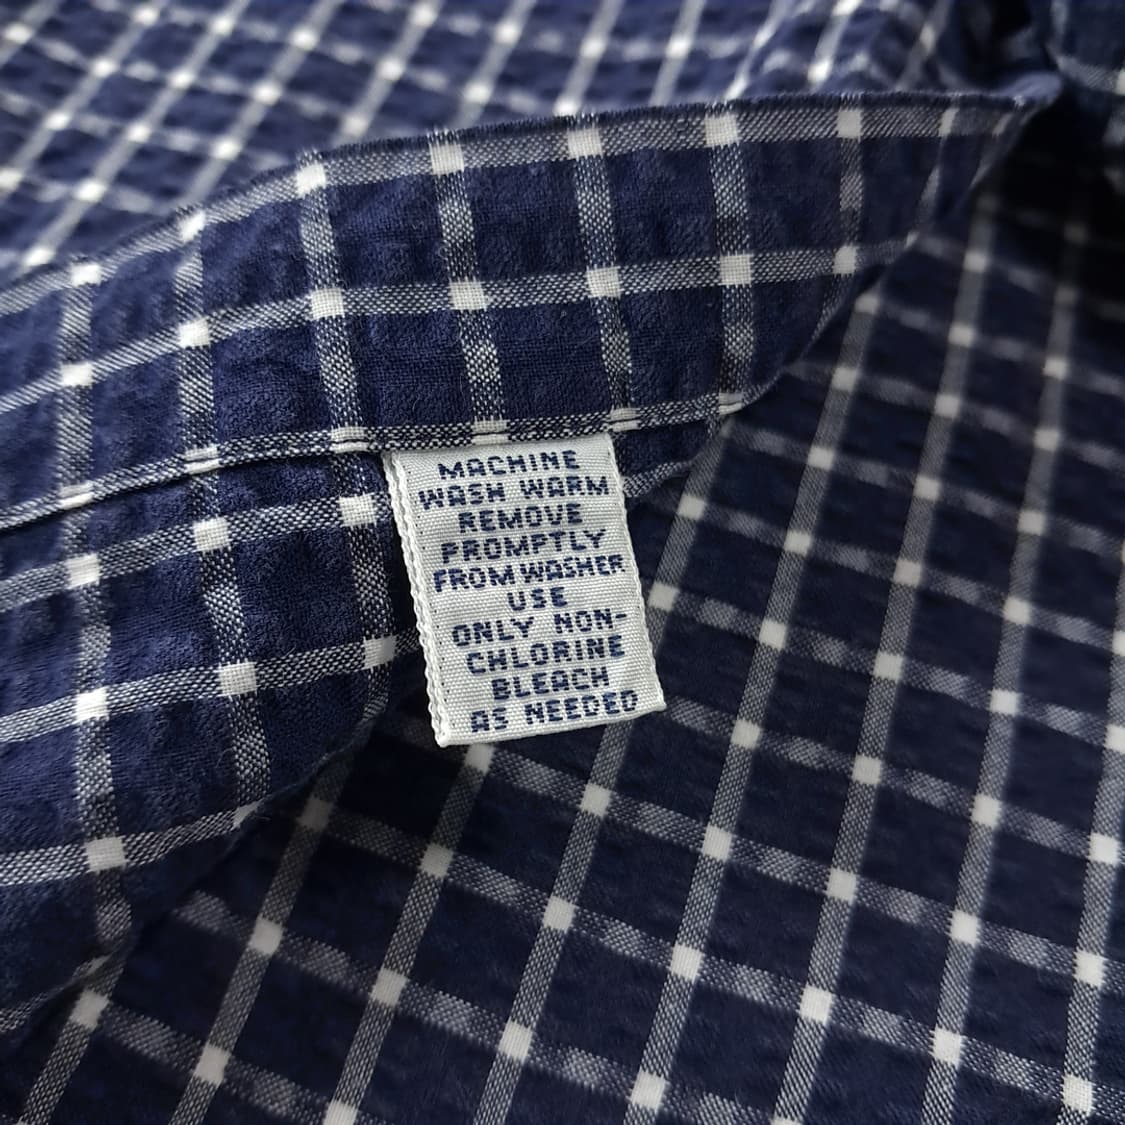 MACHINE
WASH WARM
REMOVE
PROMPTLY
FROM WASHER
USE
ONLY NON-
CHLORINE
BLEACH
AS NEEDED